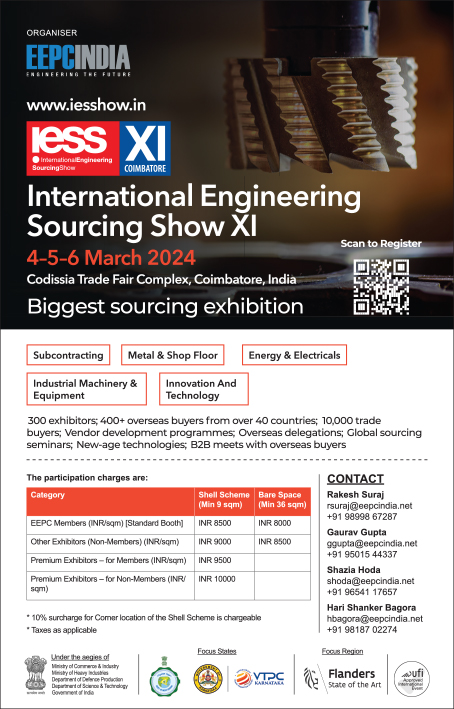 ORGANISER
EEPCINDIA
ENGINEERING THE FUTURE
www.iesshow.in
iess
InternationalEngineering
SourcingShow
XI
COIMBATORE
International Engineering
Sourcing Show XI
4-5-6 March 2024
Codissia Trade Fair Complex, Coimbatore, India
Biggest sourcing exhibition
Scan to Register
Subcontracting
Metal & Shop Floor
Energy & Electricals
Industrial Machinery &
Equipment
Innovation And
Technology
300 exhibitors; 400+ overseas buyers from over 40 countries; 10,000 trade
buyers; Vendor development programmes; Overseas delegations; Global sourcing
seminars; New-age technologies; B2B meets with overseas buyers
The participation charges are:
Category Shell Scheme (Min 9 sqm) Bare Space (Min 36 sqm)
EEPC Members (INR/sqm) [Standard Booth] INR 8500 INR 8000
Other Exhibitors (Non-Members) (INR/sqm) INR 9000 INR 8500
Premium Exhibitors – for Members (INR/sqm) INR 9500
Premium Exhibitors – for Non-Members (INR/
sqm) INR 10000
* 10% surcharge for Corner location of the Shell Scheme is chargeable
* Taxes as applicable
CONTACT
Rakesh Suraj
rsuraj@eepcindia.net
+91 98998 67287
Gaurav Gupta
ggupta@eepcindia.net
+91 95015 44337
Shazia Hoda
shoda@eepcindia.net
+91 96541 17657
Hari Shanker Bagora
hbagora@eepcindia.net
+91 98187 02274
Under the aegies of
Ministry of Commerce & Industry
Ministry of Heavy Industries
Department of Defence Production
Department of Science & Technology
Government of India
Focus States
VTPC
KARNATAKA
Focus Region
Flanders
State of the Art
ufi
Approved
International
Event